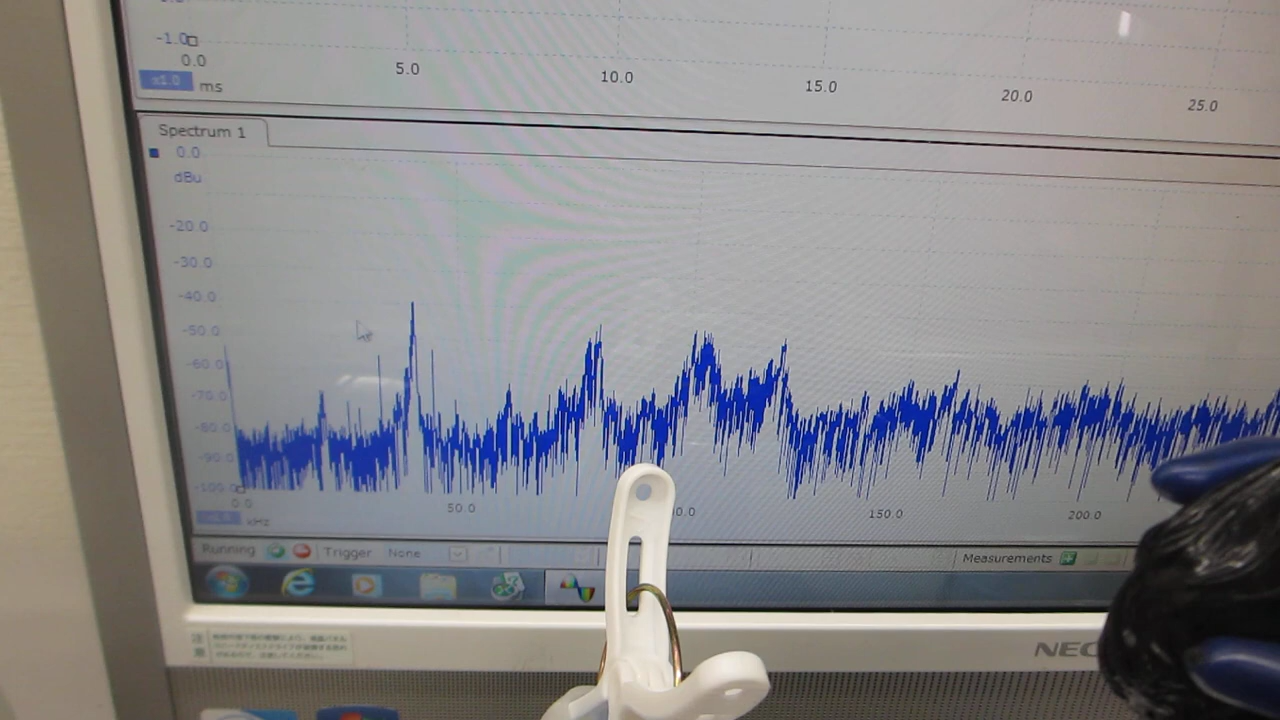 -1.0
0.0 5.0 10.0 15.0 20.0 25.0
x1.0 ms
Spectrum 1
0.0
dBu
-20.0
-30.0
-40.0
-50.0
-60.0
-70.0
-80.0
-90.0
-100.0
0.0 50.0 0.0 150.0 200.0
kHz
Running Trigger None Measurements
NEC